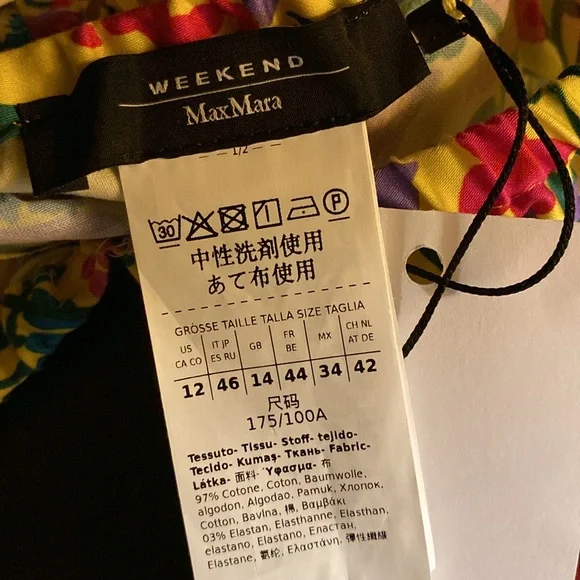 WEEKEND
MaxMara
1/2
30 P
中性洗剤使用
あて布使用
GRÖSSE TAILLE TALLA SIZE TAGLIA
US CA CO | IT JP ES RU | GB | FR BE | MX | CH NL AT DE
12 | 46 | 14 | 44 | 34 | 42
尺码
175/100A
Tessuto- Tissu- Stoff- tejido-
Tecido- Kumaş- Ткань- Fabric-
Látka- 面料- Ύφασμα- 布
97% Cotone, Coton, Baumwolle,
algodon, Algodao, Pamuk, Хлопок,
Cotton, Bavlna, 棉, Βαμβάκι
03% Elastan, Elasthanne, Elasthan,
elastano, Elastano, Еластан,
Elastane, 氨纶, Ελαστάνη, 弾性繊維